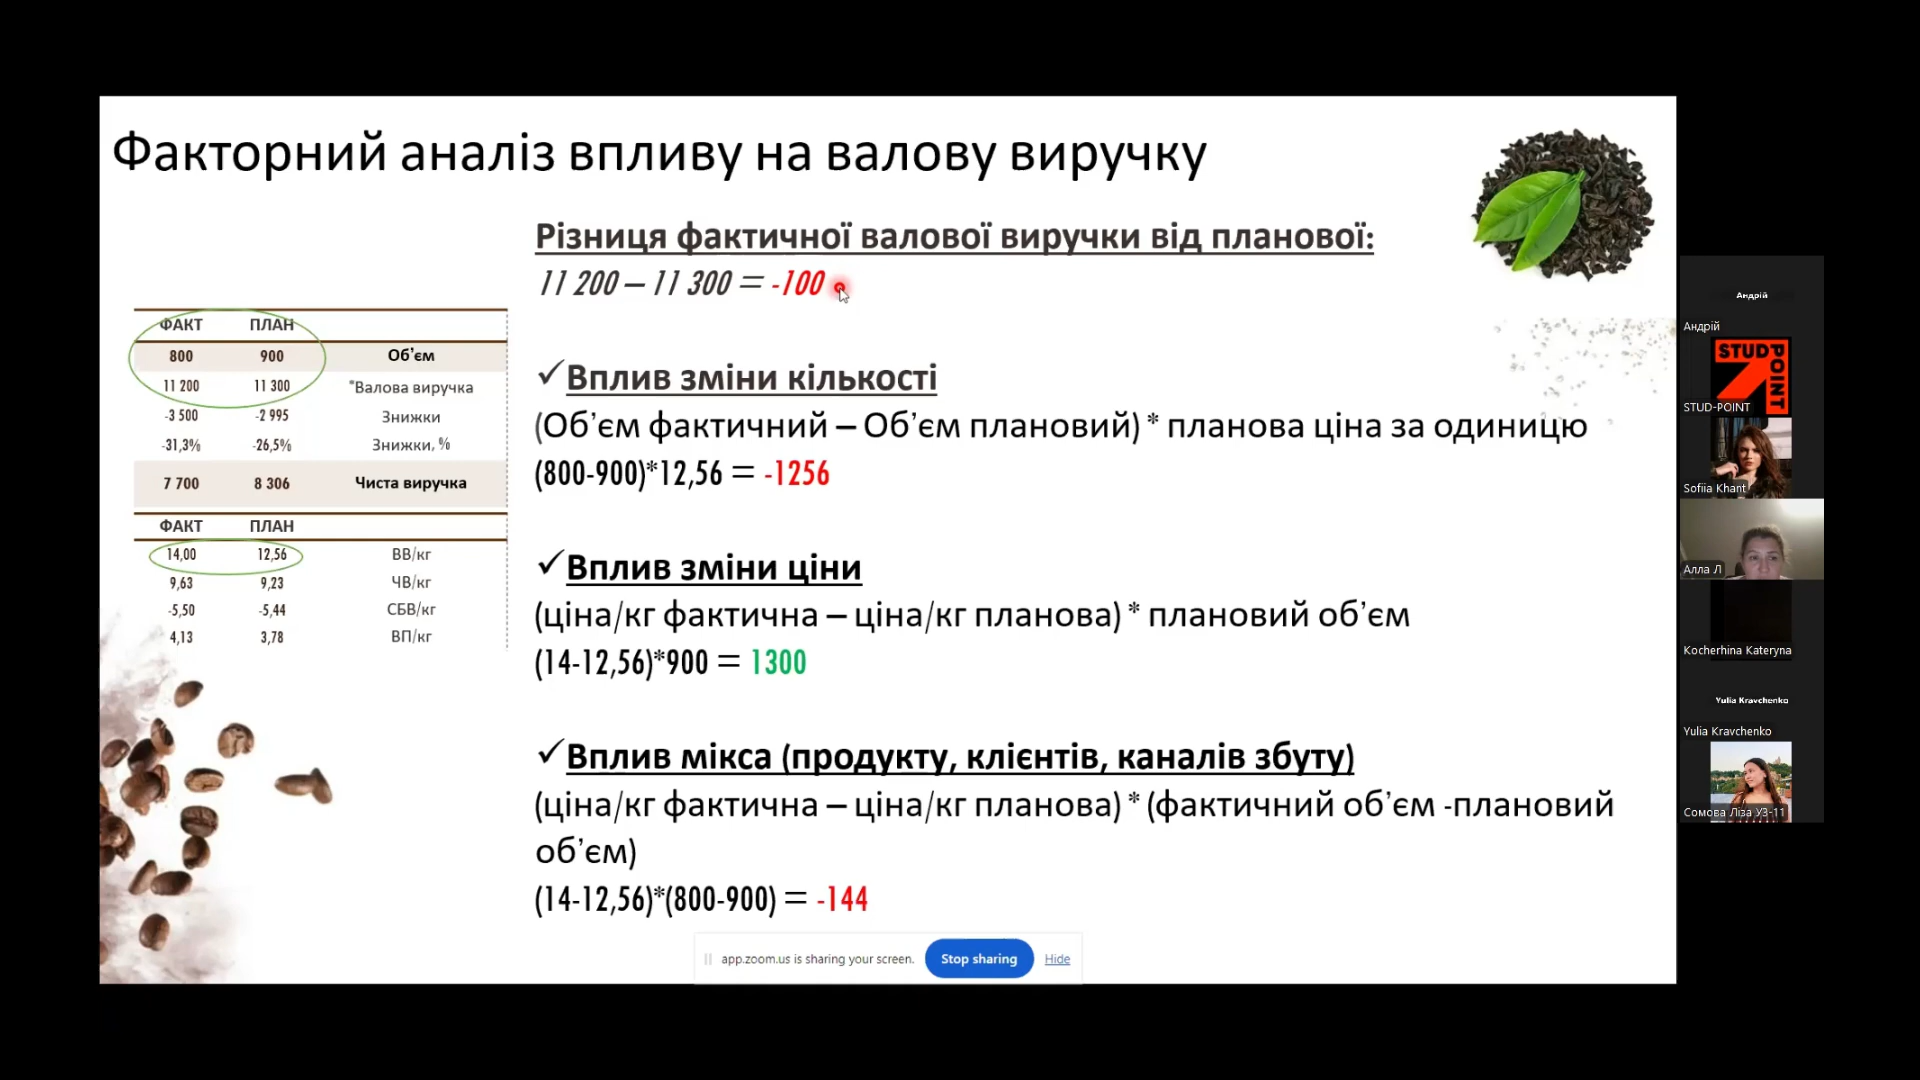 Факторний аналіз впливу на валову виручку
Різниця фактичної валової виручки від планової:
11 200 – 11 300 = -100
ФАКТ ПЛАН
800 900 Об’єм
11 200 11 300 *Валова виручка
-3 500 -2 995 Знижки
-31,3% -26,5% Знижки, %
7 700 8 306 Чиста виручка
ФАКТ ПЛАН
14,00 12,56 ВВ/кг
9,63 9,23 ЧВ/кг
-5,50 -5,44 СБВ/кг
4,13 3,78 ВП/кг
✓Вплив зміни кількості
(Об’єм фактичний – Об’єм плановий) * планова ціна за одиницю
(800-900)*12,56 = -1256
✓Вплив зміни ціни
(ціна/кг фактична – ціна/кг планова) * плановий об’єм
(14-12,56)*900 = 1300
✓Вплив мікса (продукту, клієнтів, каналів збуту)
(ціна/кг фактична – ціна/кг планова) * (фактичний об’єм -плановий
об’єм)
(14-12,56)*(800-900) = -144
app.zoom.us is sharing your screen. Stop sharing Hide
Андрій
Андрій
STUD POINT
STUD-POINT
Sofiia Khant
Алла Л
Kocherhina Kateryna
Yulia Kravchenko
Yulia Kravchenko
Сомова Ліза УЗ-11